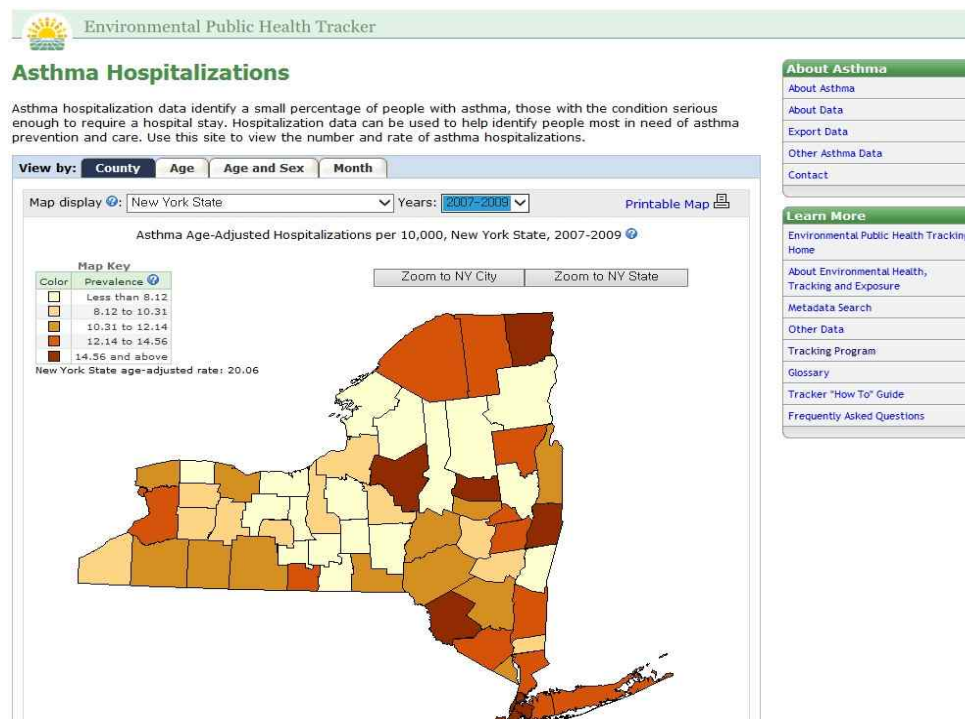 Environmental Public Health Tracker
Asthma Hospitalizations
Asthma hospitalization data identify a small percentage of people with asthma, those with the condition serious
enough to require a hospital stay. Hospitalization data can be used to help identify people most in need of asthma
prevention and care. Use this site to view the number and rate of asthma hospitalizations.
View by: County Age Age and Sex Month
Map display ?: New York State Years: 2007-2009 Printable Map
Asthma Age-Adjusted Hospitalizations per 10,000, New York State, 2007-2009 ?
Map Key
Color Prevalence ?
Less than 8.12
8.12 to 10.31
10.31 to 12.14
12.14 to 14.56
14.56 and above
New York State age-adjusted rate: 20.06
Zoom to NY City Zoom to NY State
About Asthma
About Asthma
About Data
Export Data
Other Asthma Data
Contact
Learn More
Environmental Public Health Tracking
Home
About Environmental Health,
Tracking and Exposure
Metadata Search
Other Data
Tracking Program
Glossary
Tracker "How To" Guide
Frequently Asked Questions